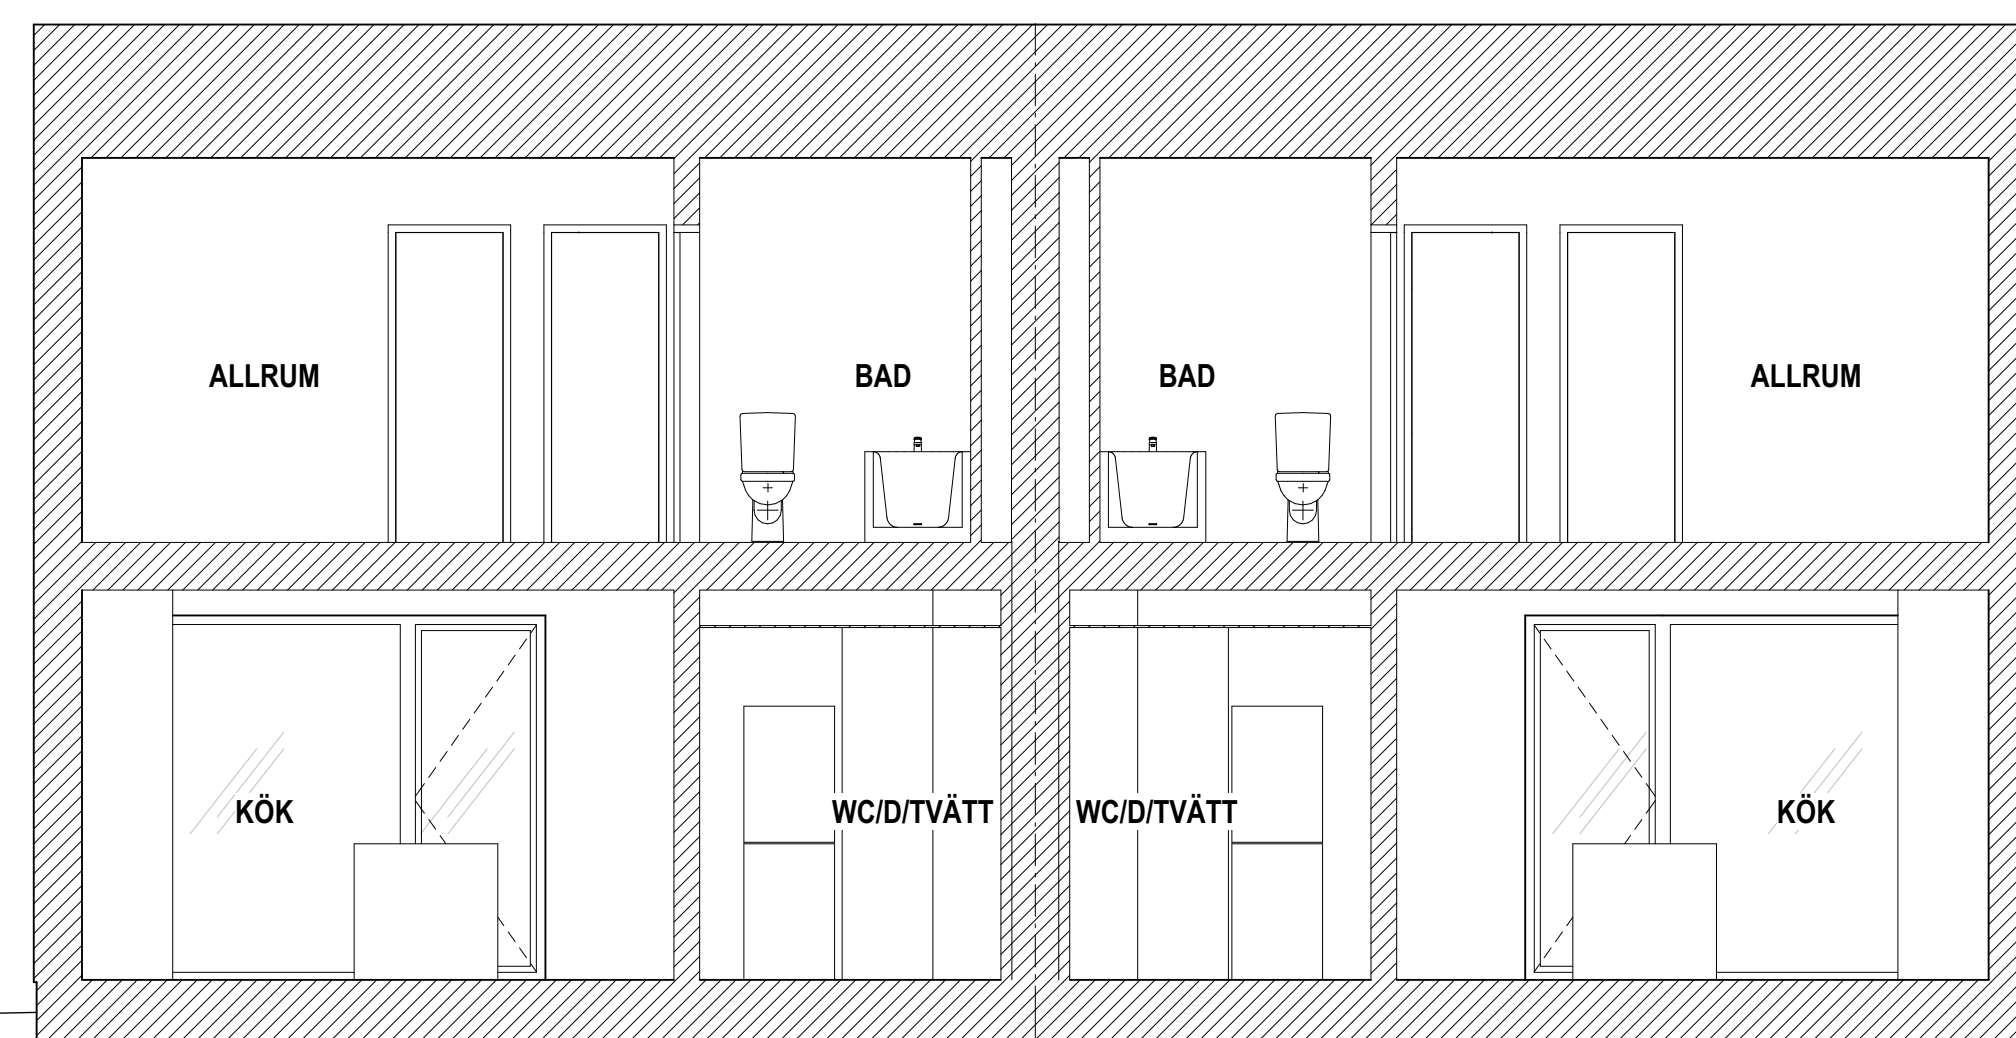 ALLRUM
BAD
BAD
ALLRUM
KÖK
WC/D/TVÄTT
WC/D/TVÄTT
KÖK